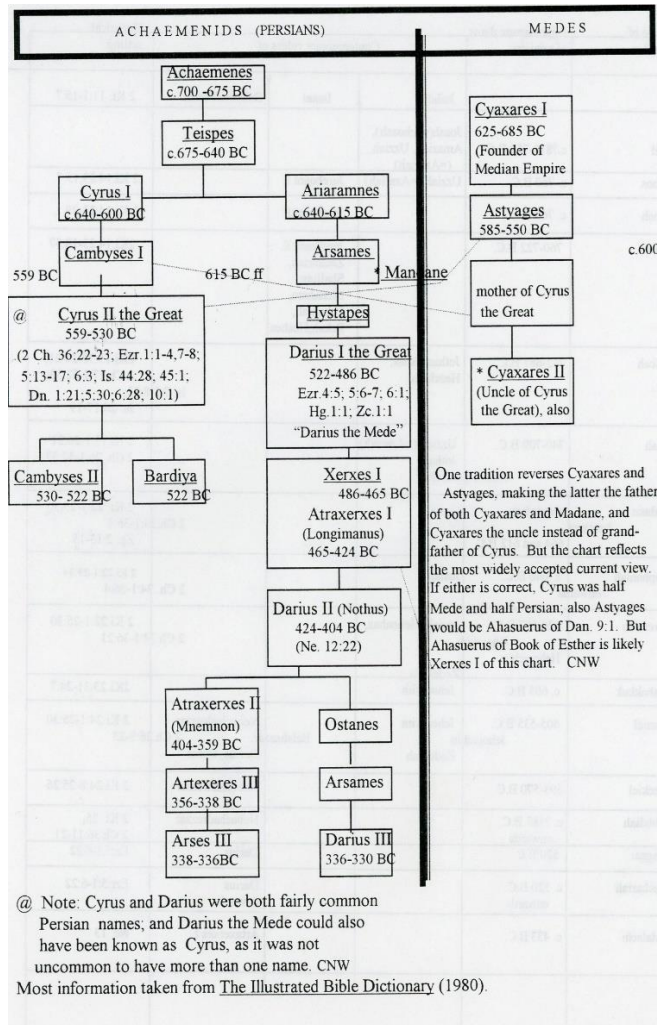 ACHAEMENIDS (PERSIANS)
MEDES
Achaemenes
c.700 -675 BC
Teispes
c.675-640 BC
Cyrus I
c.640-600 BC
Ariaramnes
c.640-615 BC
Cambyses I
559 BC
Arsames
615 BC ff
* Mandane
@
Cyrus II the Great
559-530 BC
(2 Ch. 36:22-23; Ezr.1:1-4,7-8;
5:13-17; 6:3; Is. 44:28; 45:1;
Dn. 1:21;5:30;6:28; 10:1)
Hystapes
Darius I the Great
522-486 BC
Ezr.4:5; 5:6-7; 6:1;
Hg.1:1; Zc.1:1
“Darius the Mede”
Cambyses II
530- 522 BC
Bardiya
522 BC
Xerxes I
486-465 BC
Atraxerxes I
(Longimanus)
465-424 BC
Darius II (Nothus)
424-404 BC
(Ne. 12:22)
Atraxerxes II
(Mnemnon)
404-359 BC
Ostanes
Artexeres III
356-338 BC
Arsames
Arses III
338-336BC
Darius III
336-330 BC
Cyaxares I
625-685 BC
(Founder of
Median Empire
Astyages
585-550 BC
c.600
mother of Cyrus
the Great
* Cyaxares II
(Uncle of Cyrus
the Great), also
One tradition reverses Cyaxares and
Astyages, making the latter the father
of both Cyaxares and Madane, and
Cyaxares the uncle instead of grand-
father of Cyrus. But the chart reflects
the most widely accepted current view.
If either is correct, Cyrus was half
Mede and half Persian; also Astyages
would be Ahasuerus of Dan. 9:1. But
Ahasuerus of Book of Esther is likely
Xerxes I of this chart. CNW
@ Note: Cyrus and Darius were both fairly common
Persian names; and Darius the Mede could also
have been known as Cyrus, as it was not
uncommon to have more than one name. CNW
Most information taken from The Illustrated Bible Dictionary (1980).